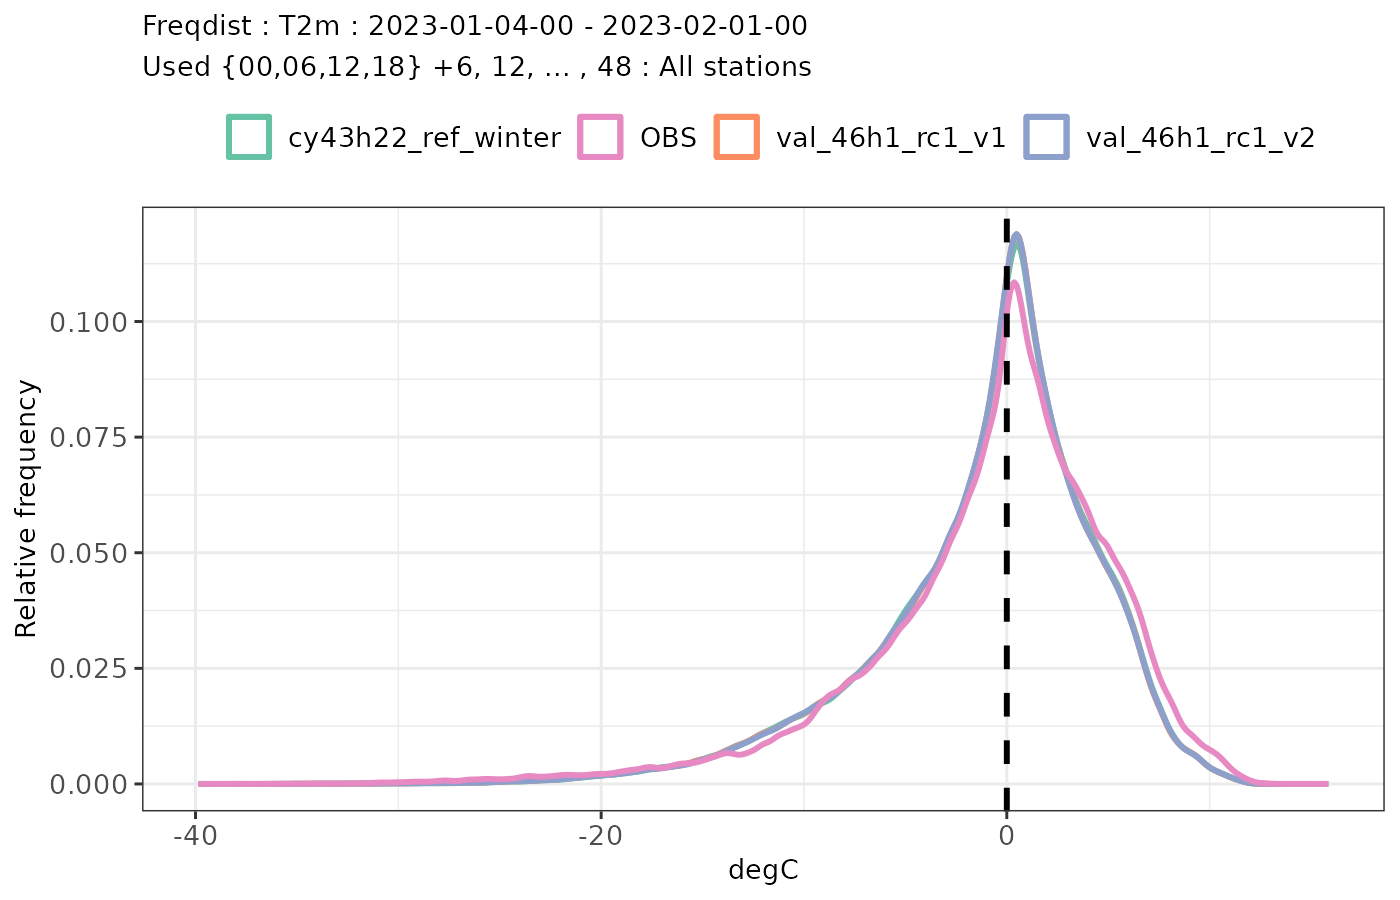 Freqdist : T2m : 2023-01-04-00 - 2023-02-01-00
Used {00,06,12,18} +6, 12, ... , 48 : All stations
cy43h22_ref_winter OBS val_46h1_rc1_v1 val_46h1_rc1_v2
Relative frequency
0.100
0.075
0.050
0.025
0.000
-40 -20 0
degC